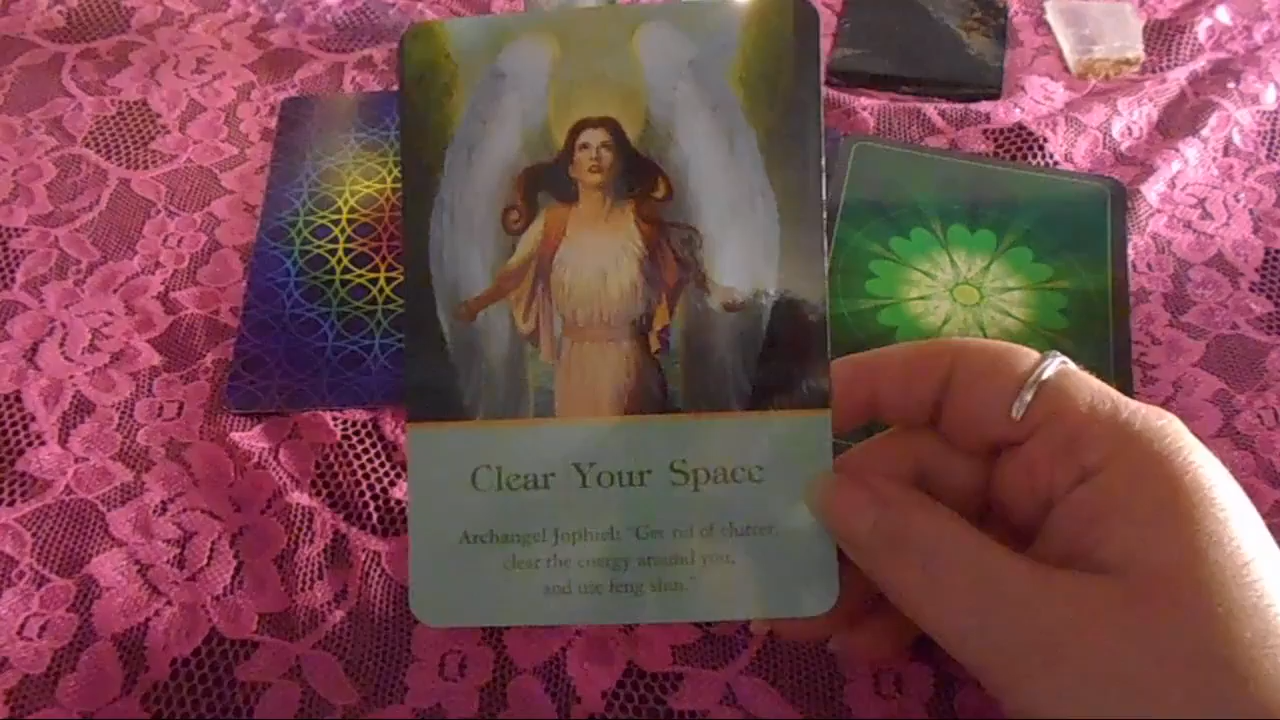 Clear Your Space
Archangel Jophiel: "Get rid of clutter,
clear the energy around you,
and use feng shui."